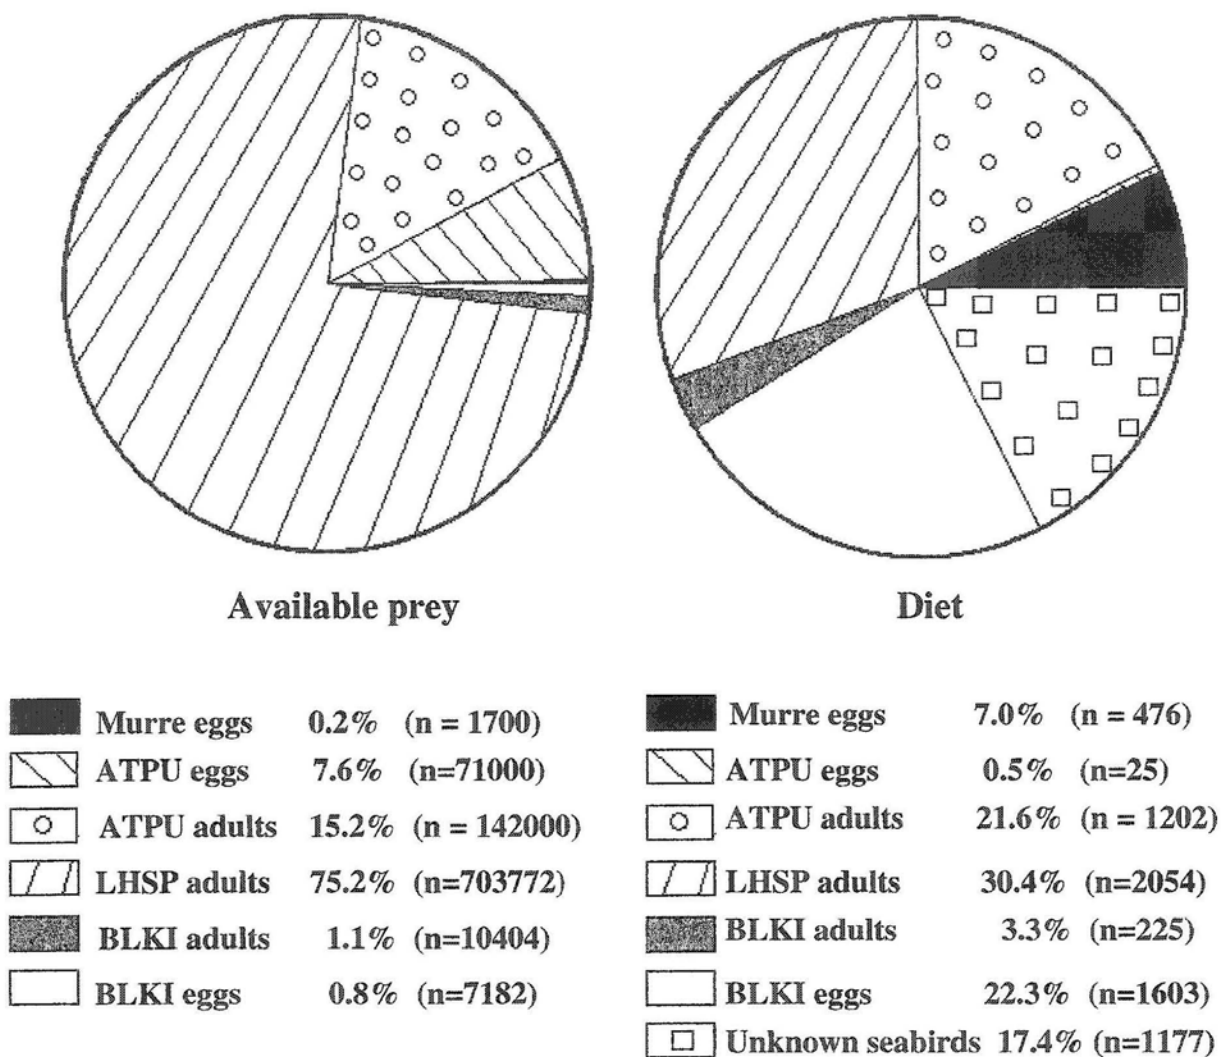 Available prey
Diet
Murre eggs 0.2% (n = 1700)
ATPU eggs 7.6% (n=71000)
ATPU adults 15.2% (n = 142000)
LHSP adults 75.2% (n=703772)
BLKI adults 1.1% (n=10404)
BLKI eggs 0.8% (n=7182)
Murre eggs 7.0% (n = 476)
ATPU eggs 0.5% (n=25)
ATPU adults 21.6% (n = 1202)
LHSP adults 30.4% (n=2054)
BLKI adults 3.3% (n=225)
BLKI eggs 22.3% (n=1603)
Unknown seabirds 17.4% (n=1177)